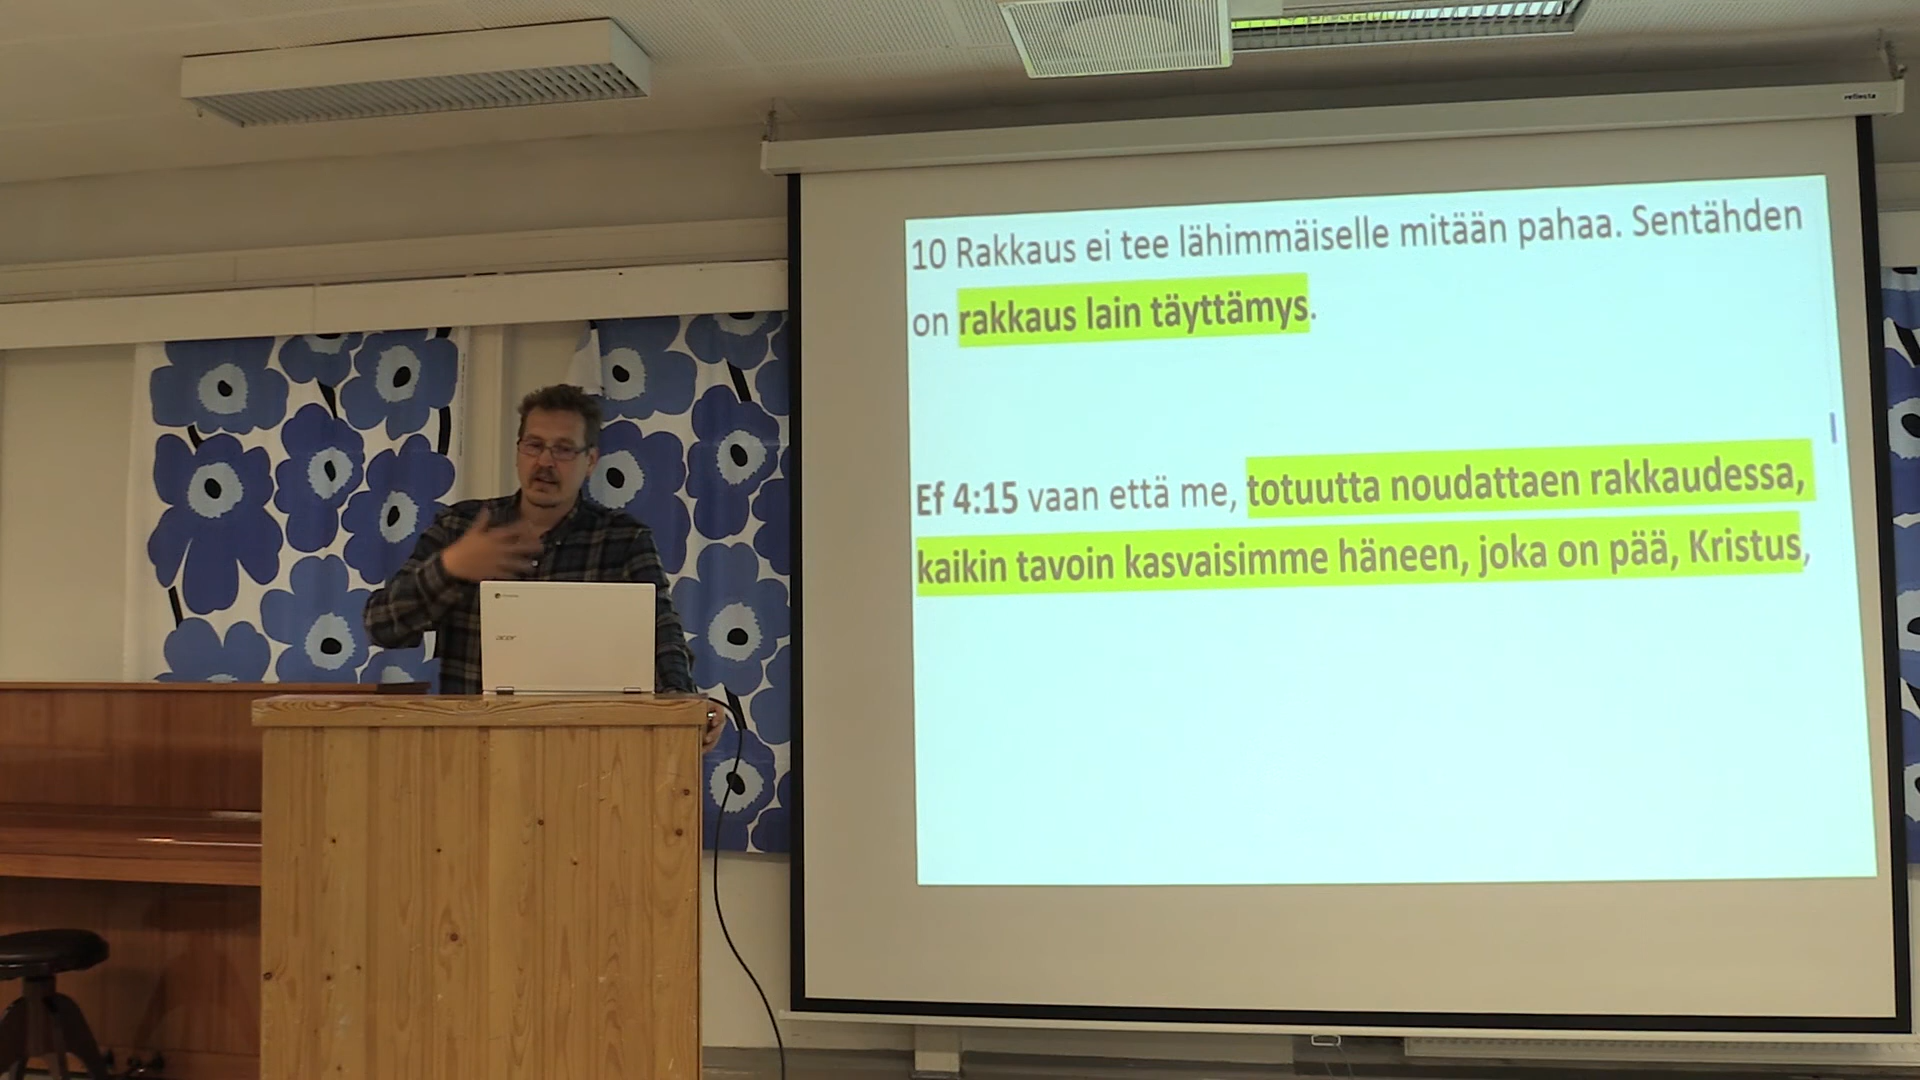 reflecta
10 Rakkaus ei tee lähimmäiselle mitään pahaa. Sentähden
on rakkaus lain täyttämys.
Ef 4:15 vaan että me, totuutta noudattaen rakkaudessa,
kaikin tavoin kasvaisimme häneen, joka on pää, Kristus,
acer